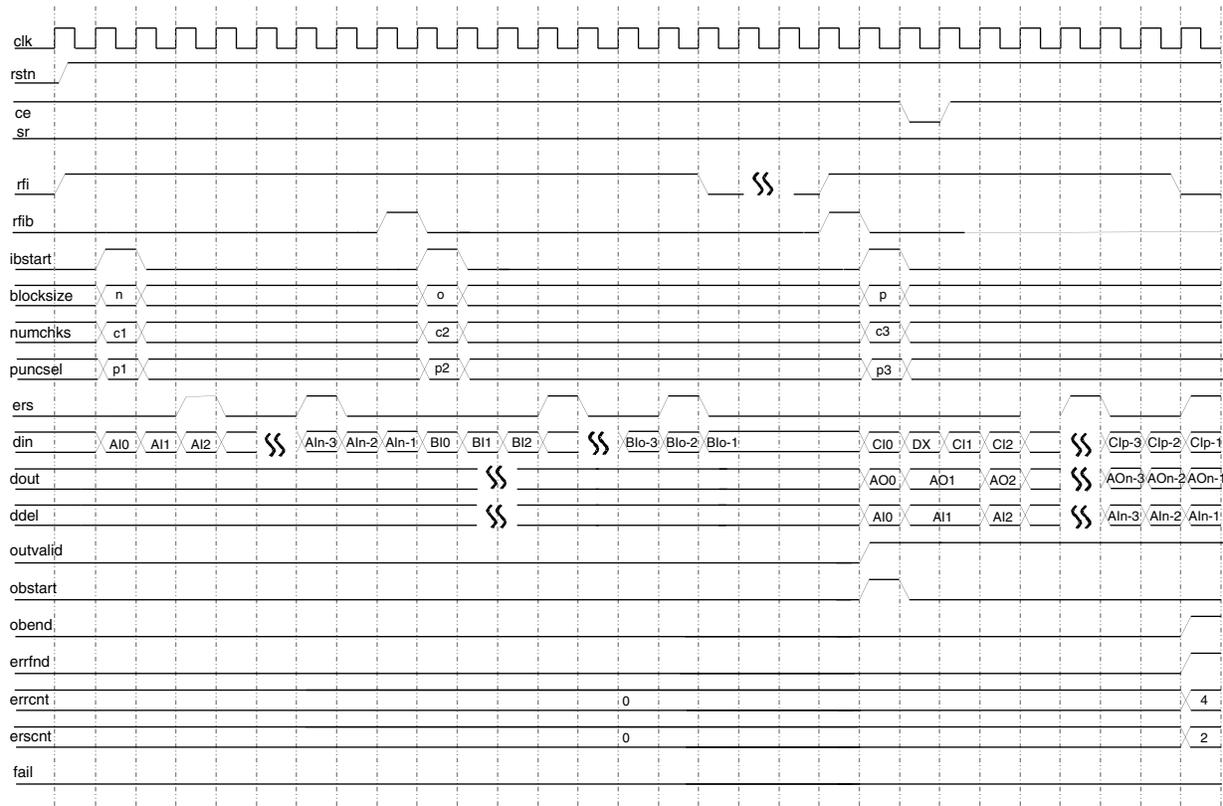 clk
rstn
ce
sr
rfi
rfib
ibstart
blocksize n o p
numchks c1 c2 c3
puncsel p1 p2 p3
ers
din AI0 AI1 AI2 AIn-3 AIn-2 AIn-1 BI0 BI1 BI2 BIo-3 BIo-2 BIo-1 CI0 DX CI1 CI2 CIp-3 CIp-2 CIp-1
dout AO0 AO1 AO2 AOn-3 AOn-2 AOn-1
ddel AI0 AI1 AI2 AIn-3 AIn-2 AIn-1
outvalid
obstart
obend
errfnd
errcnt 0 4
erscnt 0 2
fail